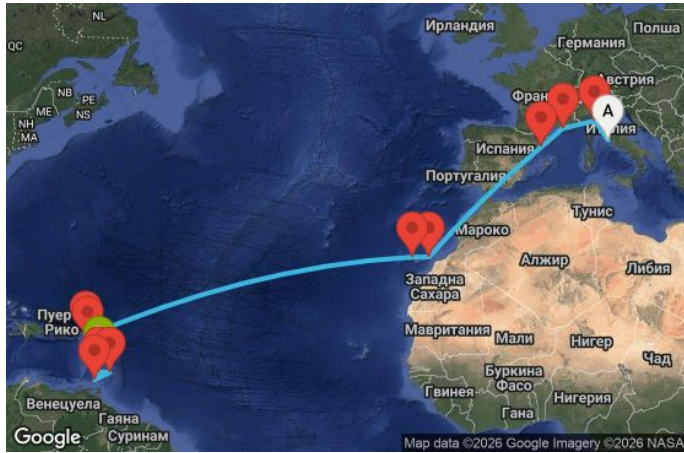 NL
QC
NB
PE
NS
NH
MA
ME
Ирландия
Полша
Германия
Австрия
Фран
Италия
Испания
Португалия
Тунис
Мароко
Алжир
Либия
Западна
Сахара
Пуер
Рико
Мавритания
Мали
Нигер
Чад
Буркина
Фасо
Гвинея
Нигерия
Гана
Венецуела
Гаяна
Суринам
A
Google
Map data ©2026 Google Imagery ©2026 NASA